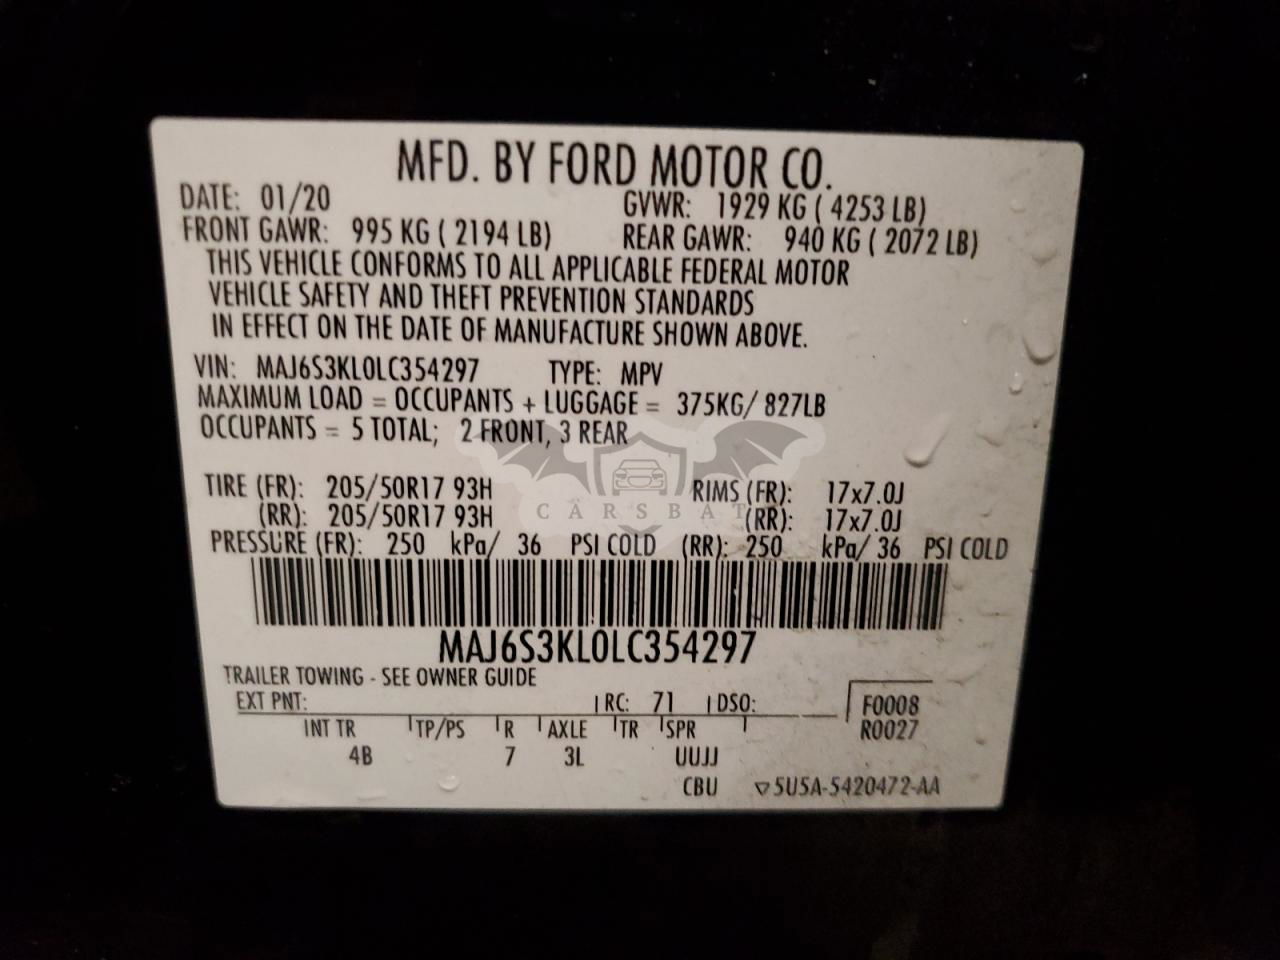 MFD. BY FORD MOTOR CO.
DATE: 01/20 GVWR: 1929 KG ( 4253 LB)
FRONT GAWR: 995 KG ( 2194 LB) REAR GAWR: 940 KG ( 2072 LB)
THIS VEHICLE CONFORMS TO ALL APPLICABLE FEDERAL MOTOR
VEHICLE SAFETY AND THEFT PREVENTION STANDARDS
IN EFFECT ON THE DATE OF MANUFACTURE SHOWN ABOVE.
VIN: MAJ6S3KL0LC354297 TYPE: MPV
MAXIMUM LOAD = OCCUPANTS + LUGGAGE = 375KG/ 827LB
OCCUPANTS = 5 TOTAL; 2 FRONT, 3 REAR
TIRE (FR): 205/50R17 93H RIMS (FR): 17x7.0J
CARSBAT
(RR): 205/50R17 93H (RR): 17x7.0J
PRESSURE (FR): 250 kPa/ 36 PSI COLD (RR): 250 kPa/ 36 PSI COLD
MAJ6S3KL0LC354297
TRAILER TOWING - SEE OWNER GUIDE
EXT PNT: RC: 71 DSO: F0008
INT TR TP/PS R AXLE TR SPR R0027
4B 7 3L UUJJ
CBU ▽5U5A-5420472-AA